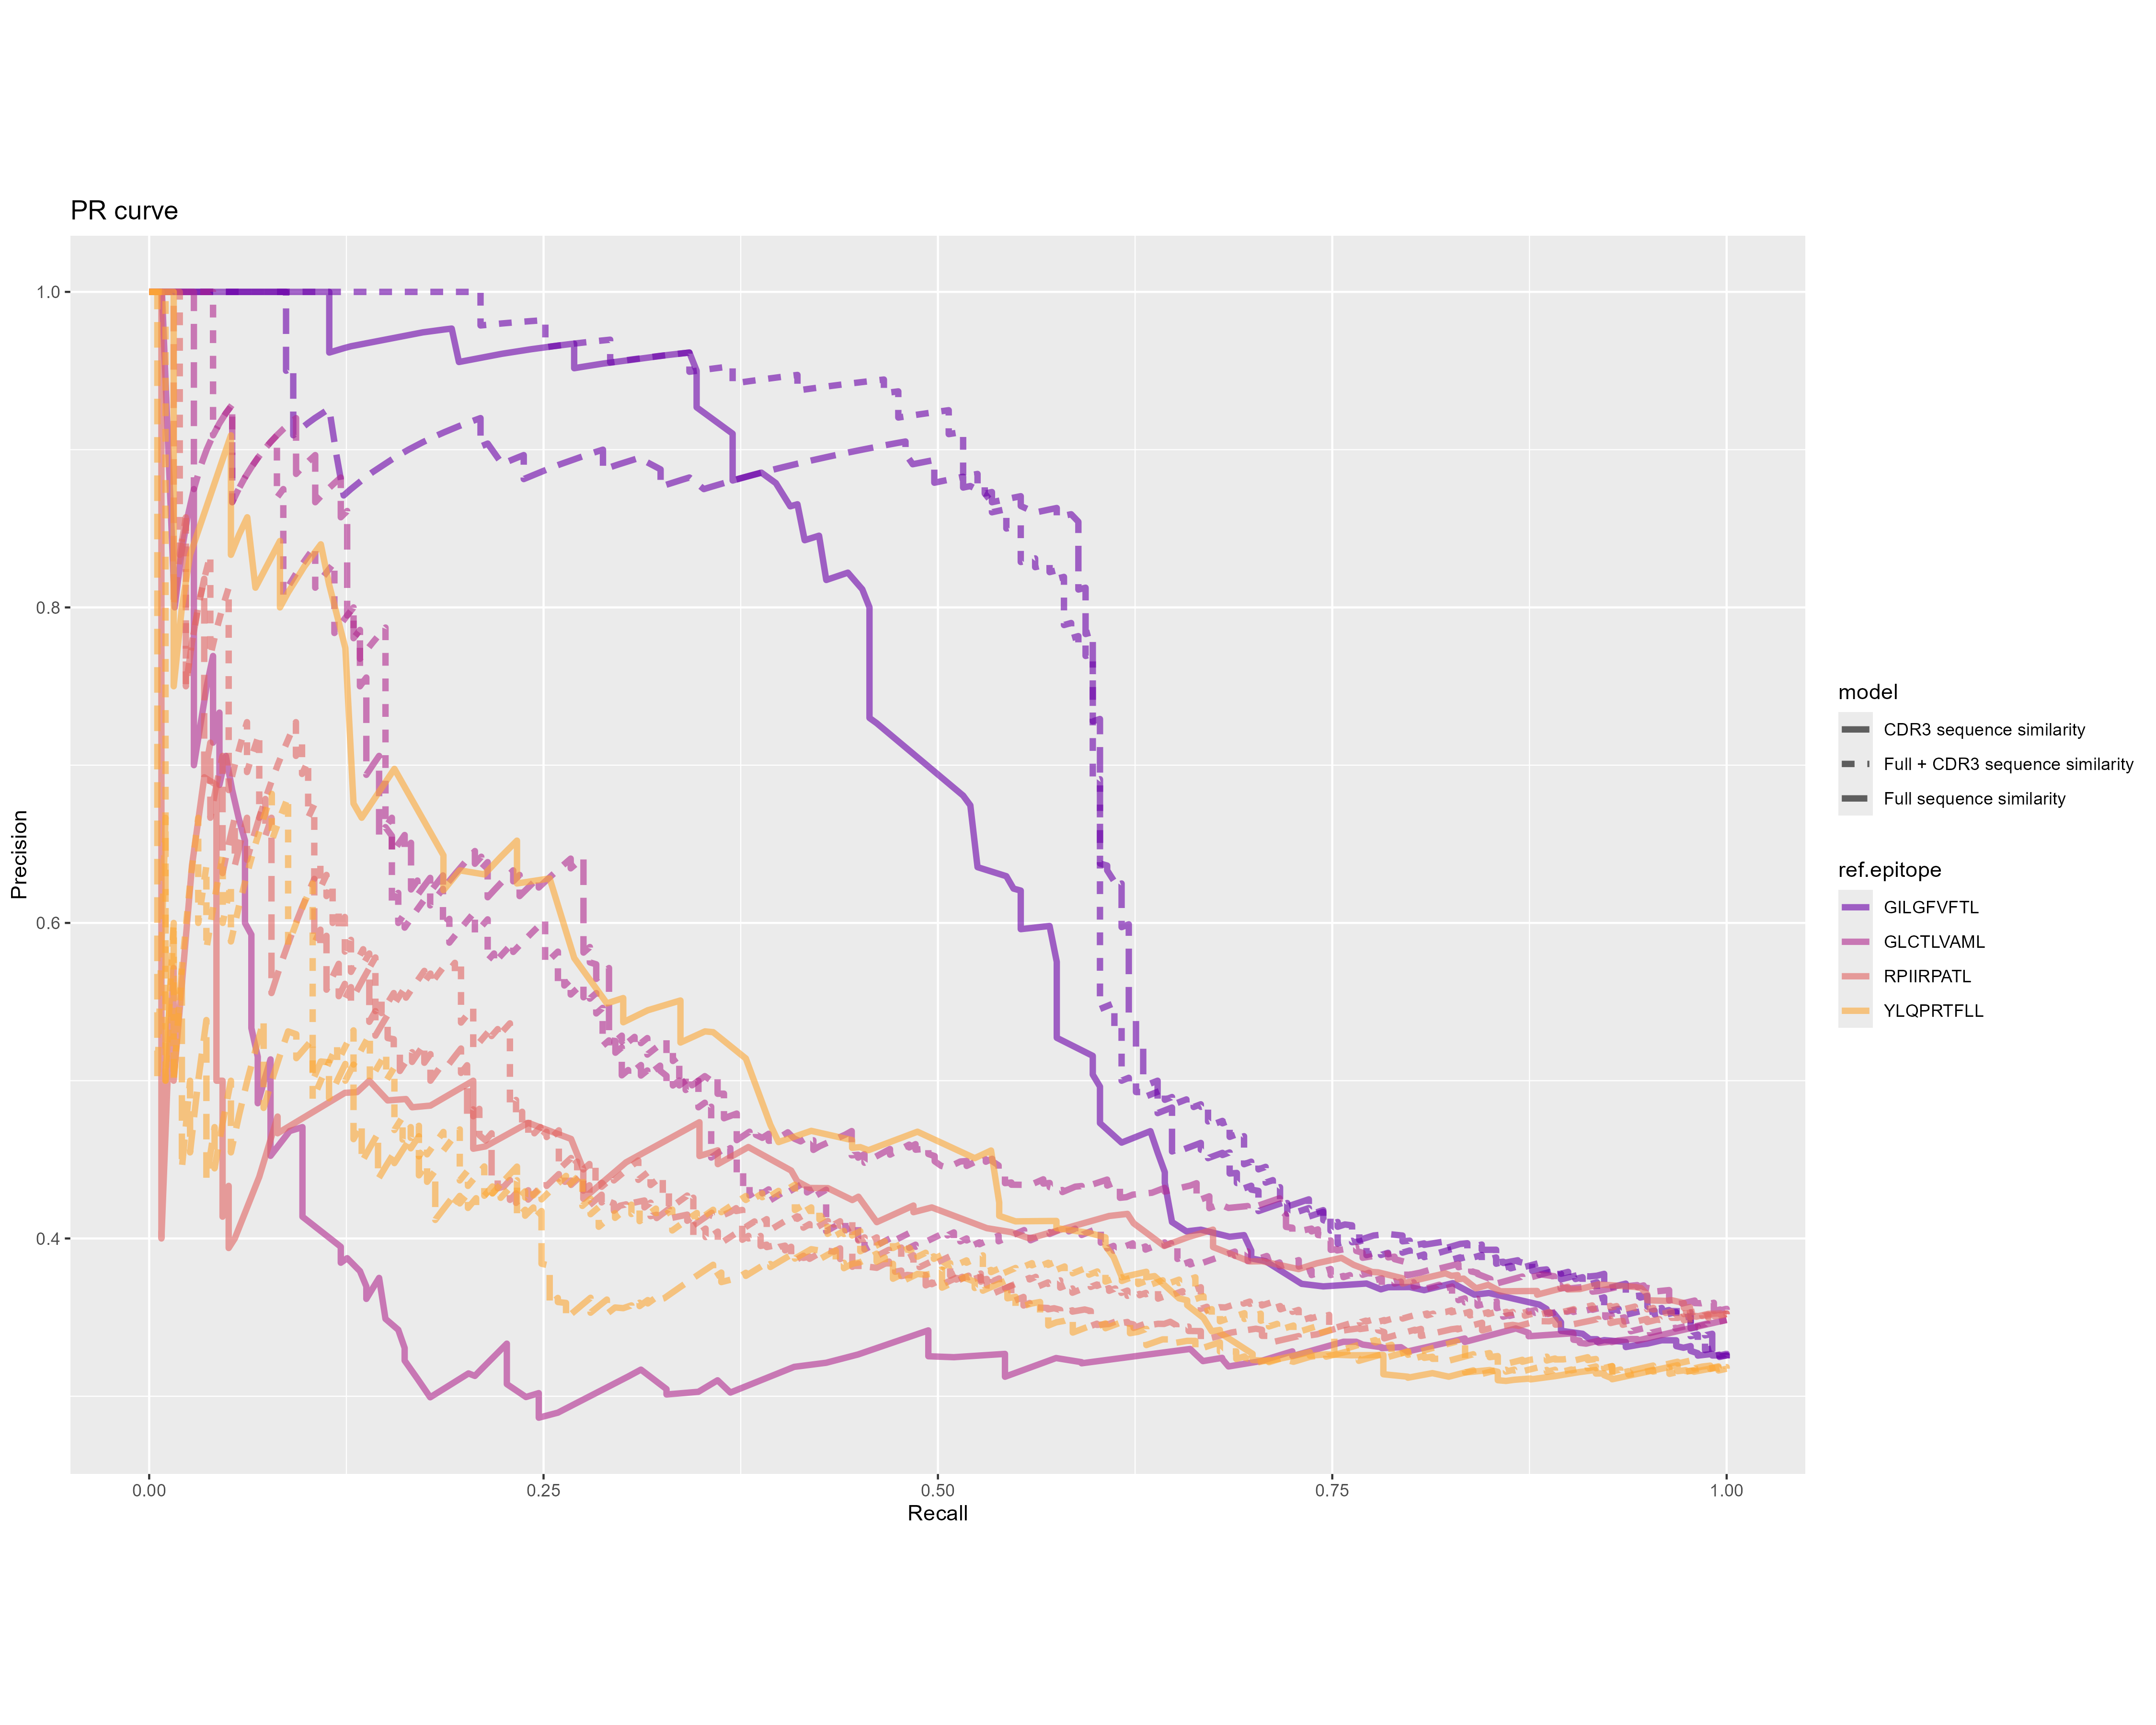 PR curve
1.0
0.8
0.6
0.4
Precision
0.00
0.25
0.50
0.75
1.00
Recall
model
CDR3 sequence similarity
Full + CDR3 sequence similarity
Full sequence similarity
ref.epitope
GILGFVFTL
GLCTLVAML
RPIIRPATL
YLQPRTFLL